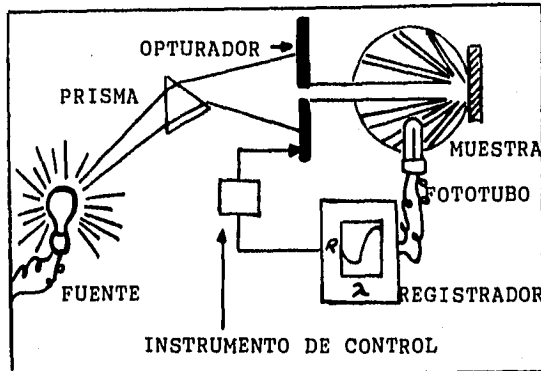 OPTURADOR
PRISMA
MUESTRA
FOTOTUBO
R
λ
FUENTE
REGISTRADOR
INSTRUMENTO DE CONTROL